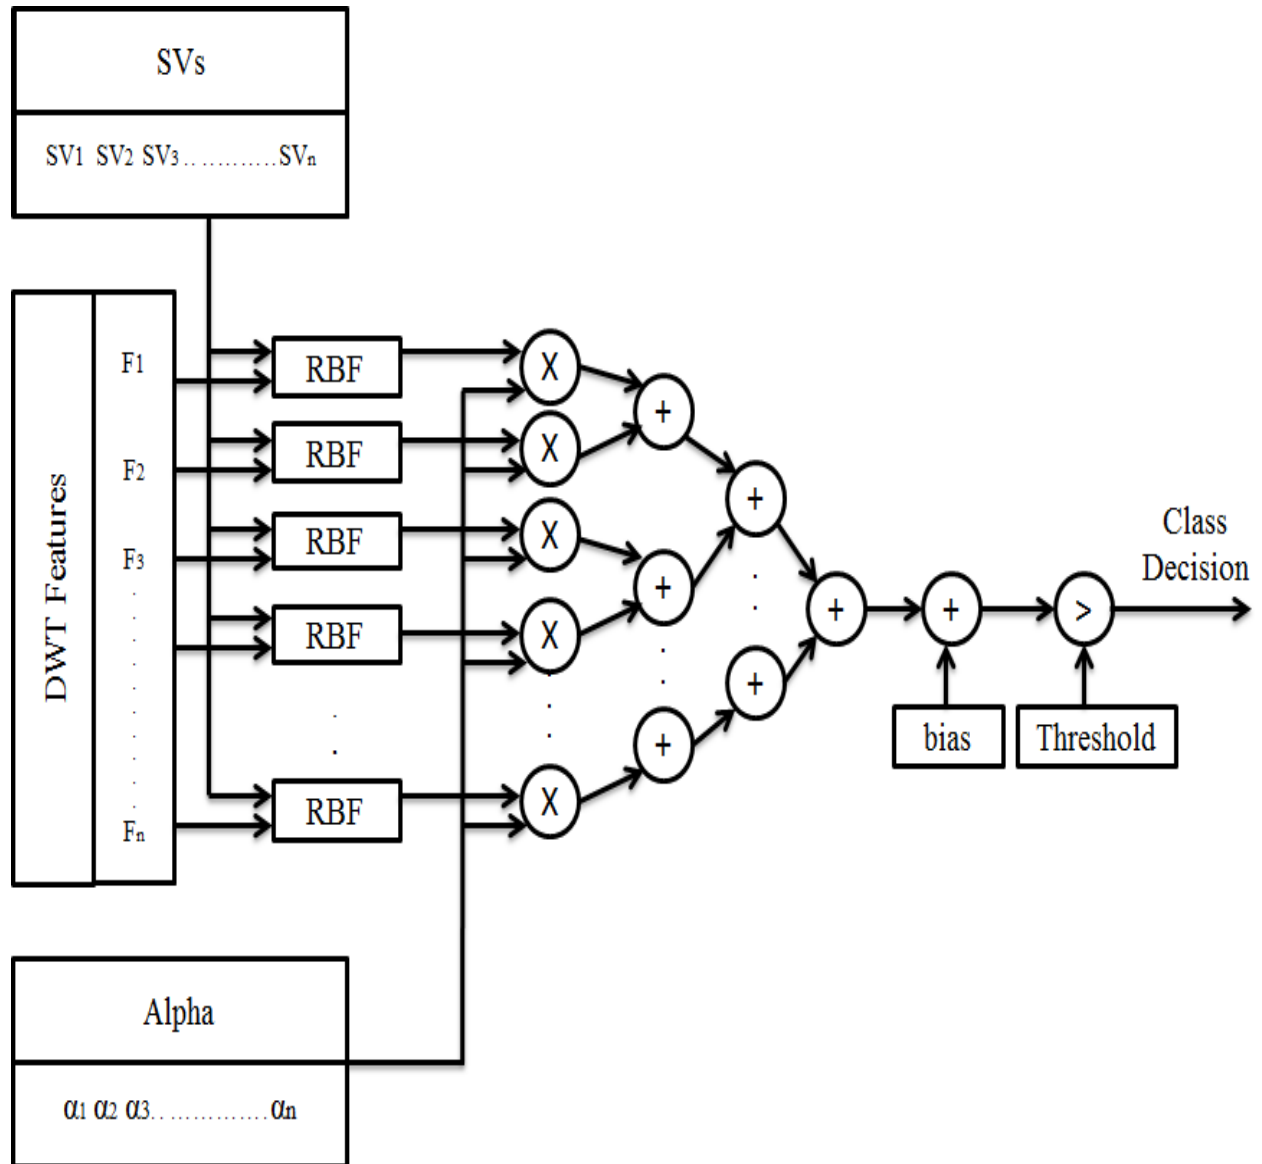 SVs
SV1 SV2 SV3.............SVn
DWT Features
F1
F2
F3
Fn
RBF
RBF
RBF
RBF
RBF
X
X
X
X
X
+
+
+
+
+
+
+
>
Class
Decision
bias
Threshold
Alpha
α1 α2 α3...............αn